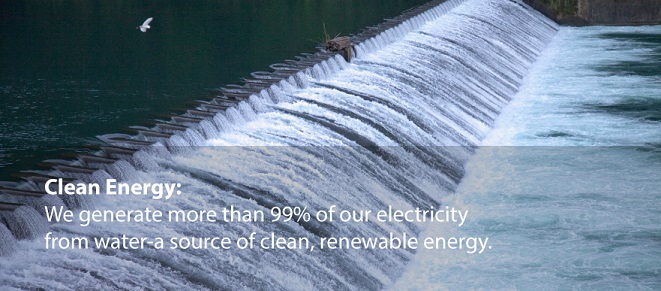 Clean Energy:
We generate more than 99% of our electricity
from water-a source of clean, renewable energy.